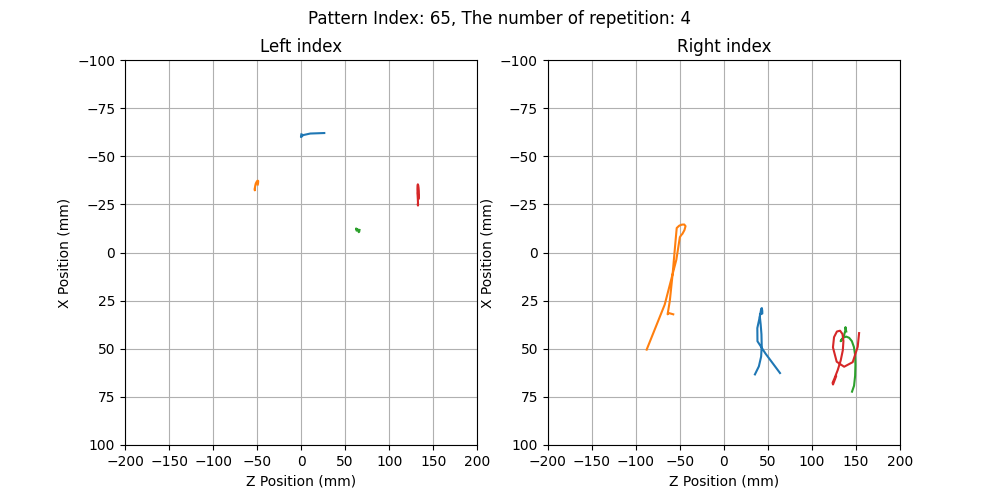 Pattern Index: 65, The number of repetition: 4
Left index
Right index
−100
−75
−50
−25
0
25
50
75
100
X Position (mm)
−200 −150 −100 −50 0 50 100 150 200
Z Position (mm)
−100
−75
−50
−25
0
25
50
75
100
X Position (mm)
−200 −150 −100 −50 0 50 100 150 200
Z Position (mm)